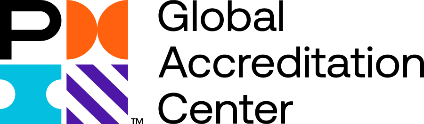 P
Global
Accreditation
Center
TM